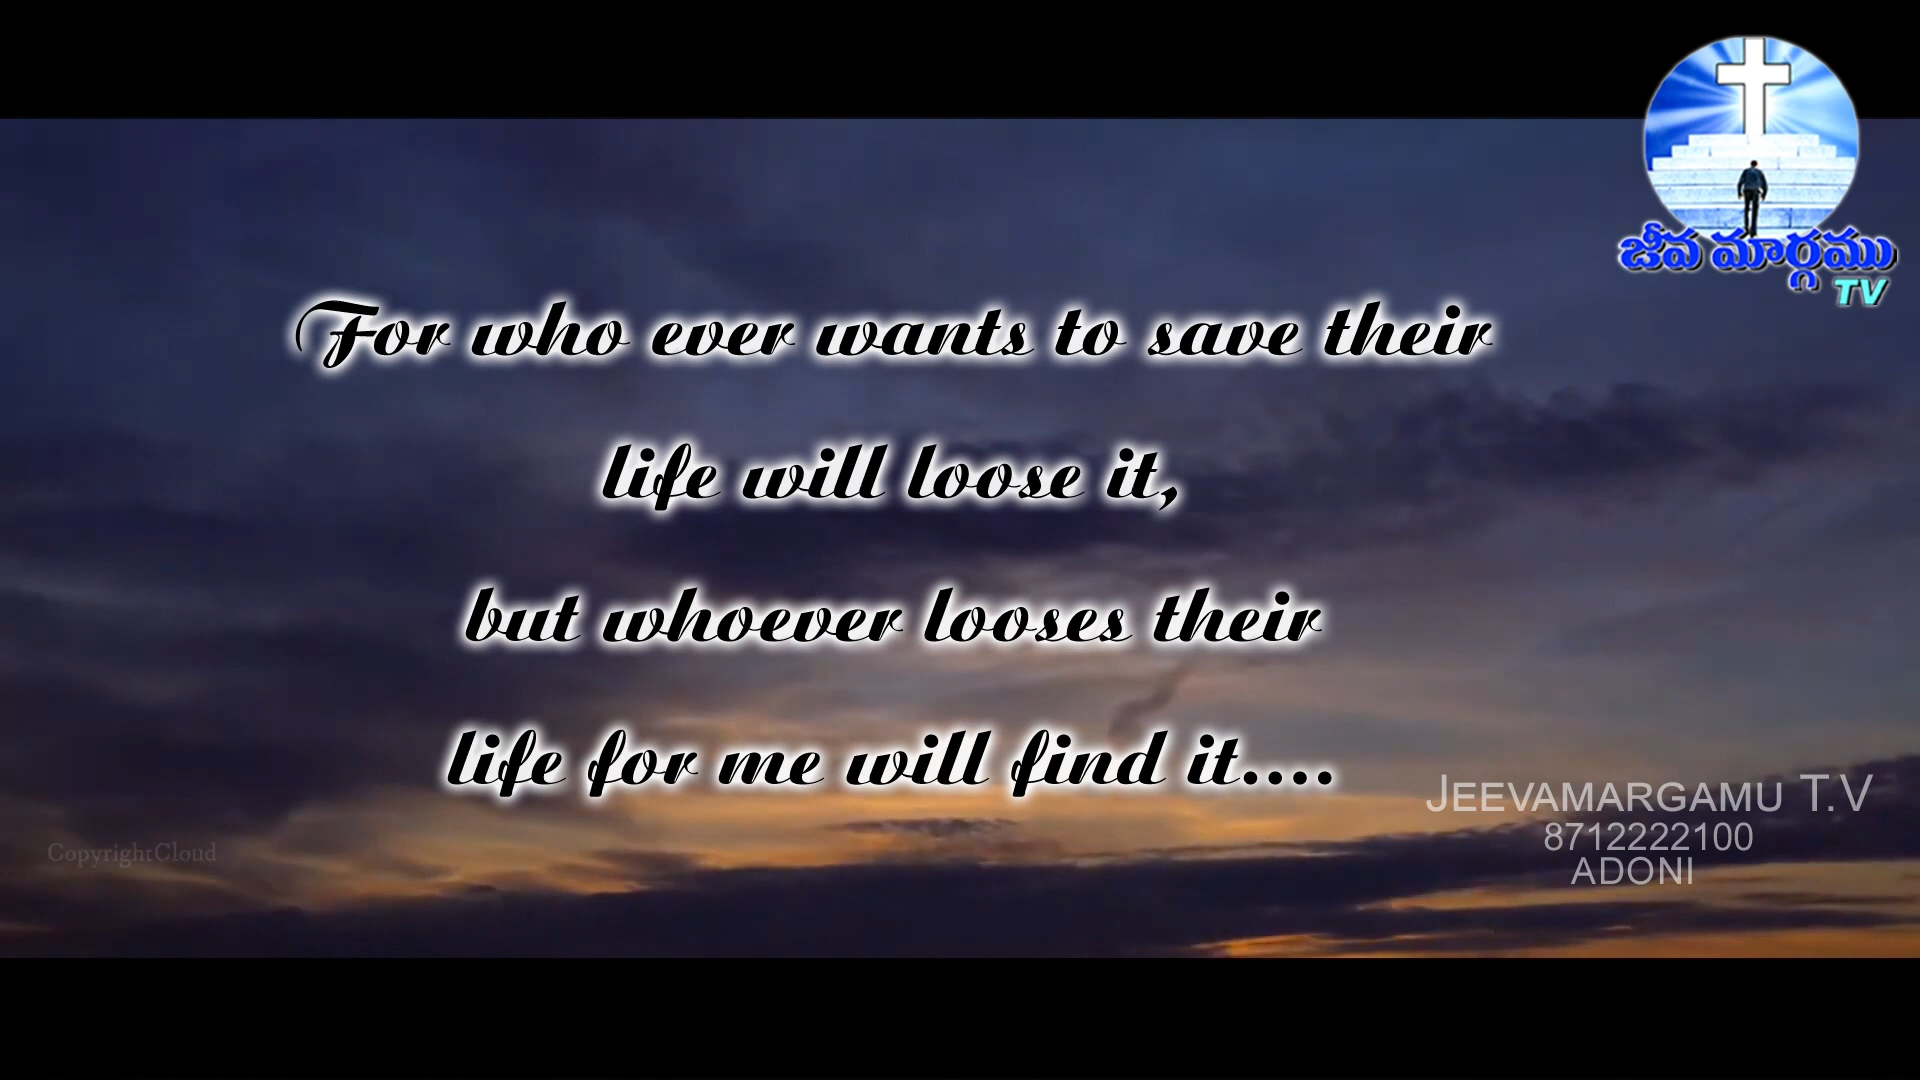 జీవ మార్గము
TV
For who ever wants to save their
life will loose it,
but whoever looses their
life for me will find it....
JEEVAMARGAMU T.V
8712222100
ADONI
CopyrightCloud